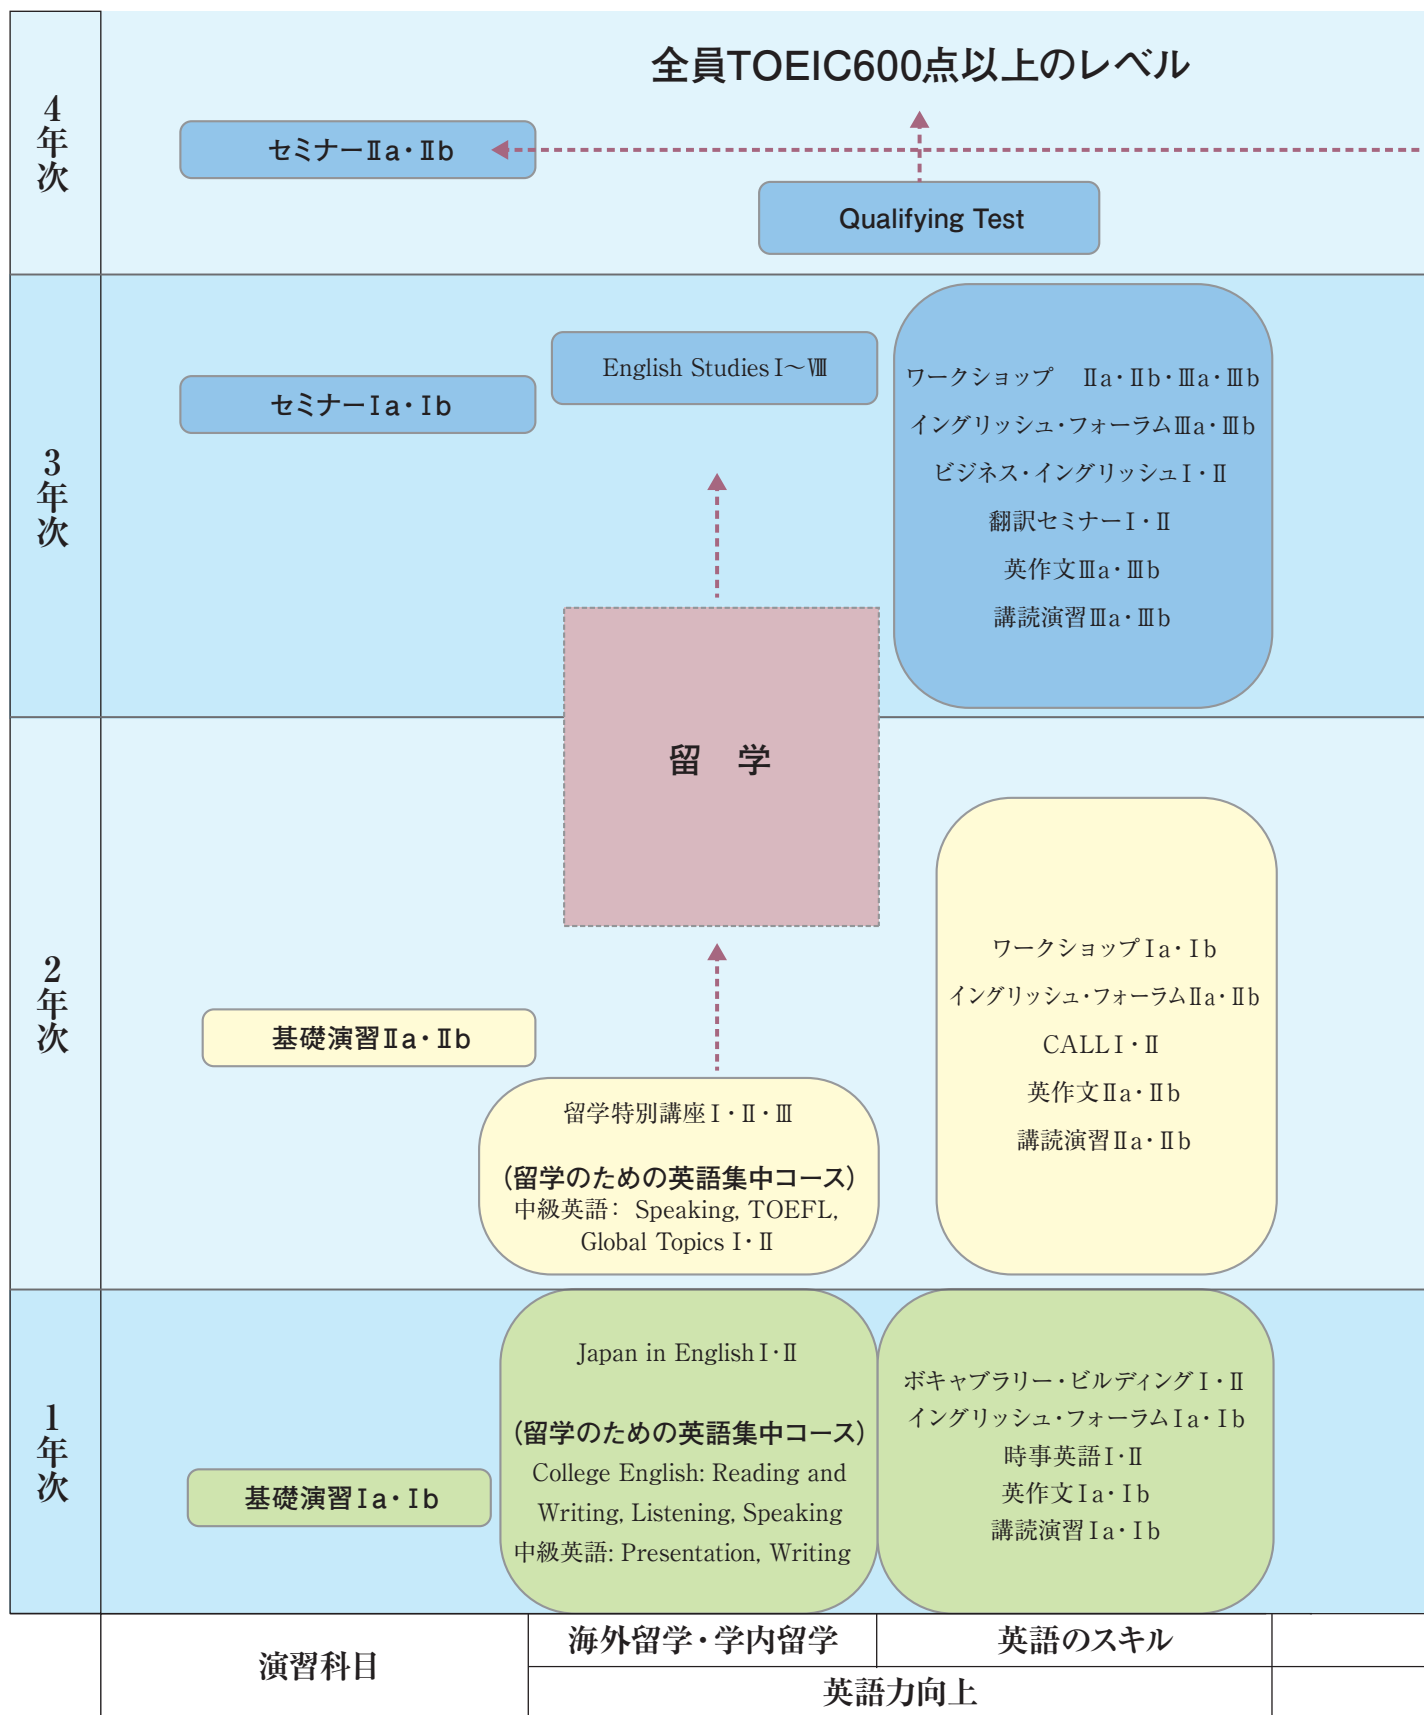 4年次
全員TOEIC600点以上のレベル
セミナーⅡa・Ⅱb
Qualifying Test
3年次
セミナーⅠa・Ⅰb
English StudiesⅠ～Ⅷ
ワークショップ　Ⅱa・Ⅱb・Ⅲa・Ⅲb
イングリッシュ・フォーラムⅢa・Ⅲb
ビジネス・イングリッシュⅠ・Ⅱ
翻訳セミナーⅠ・Ⅱ
英作文Ⅲa・Ⅲb
講読演習Ⅲa・Ⅲb
留　学
2年次
基礎演習Ⅱa・Ⅱb
留学特別講座Ⅰ・Ⅱ・Ⅲ
（留学のための英語集中コース）
中級英語： Speaking, TOEFL,
Global Topics Ⅰ・Ⅱ
ワークショップⅠa・Ⅰb
イングリッシュ・フォーラムⅡa・Ⅱb
CALLⅠ・Ⅱ
英作文Ⅱa・Ⅱb
講読演習Ⅱa・Ⅱb
1年次
基礎演習Ⅰa・Ⅰb
Japan in EnglishⅠ・Ⅱ
（留学のための英語集中コース）
College English: Reading and
Writing, Listening, Speaking
中級英語: Presentation, Writing
ボキャブラリー・ビルディングⅠ・Ⅱ
イングリッシュ・フォーラムⅠa・Ⅰb
時事英語Ⅰ・Ⅱ
英作文Ⅰa・Ⅰb
講読演習Ⅰa・Ⅰb
演習科目
海外留学・学内留学
英語のスキル
英語力向上